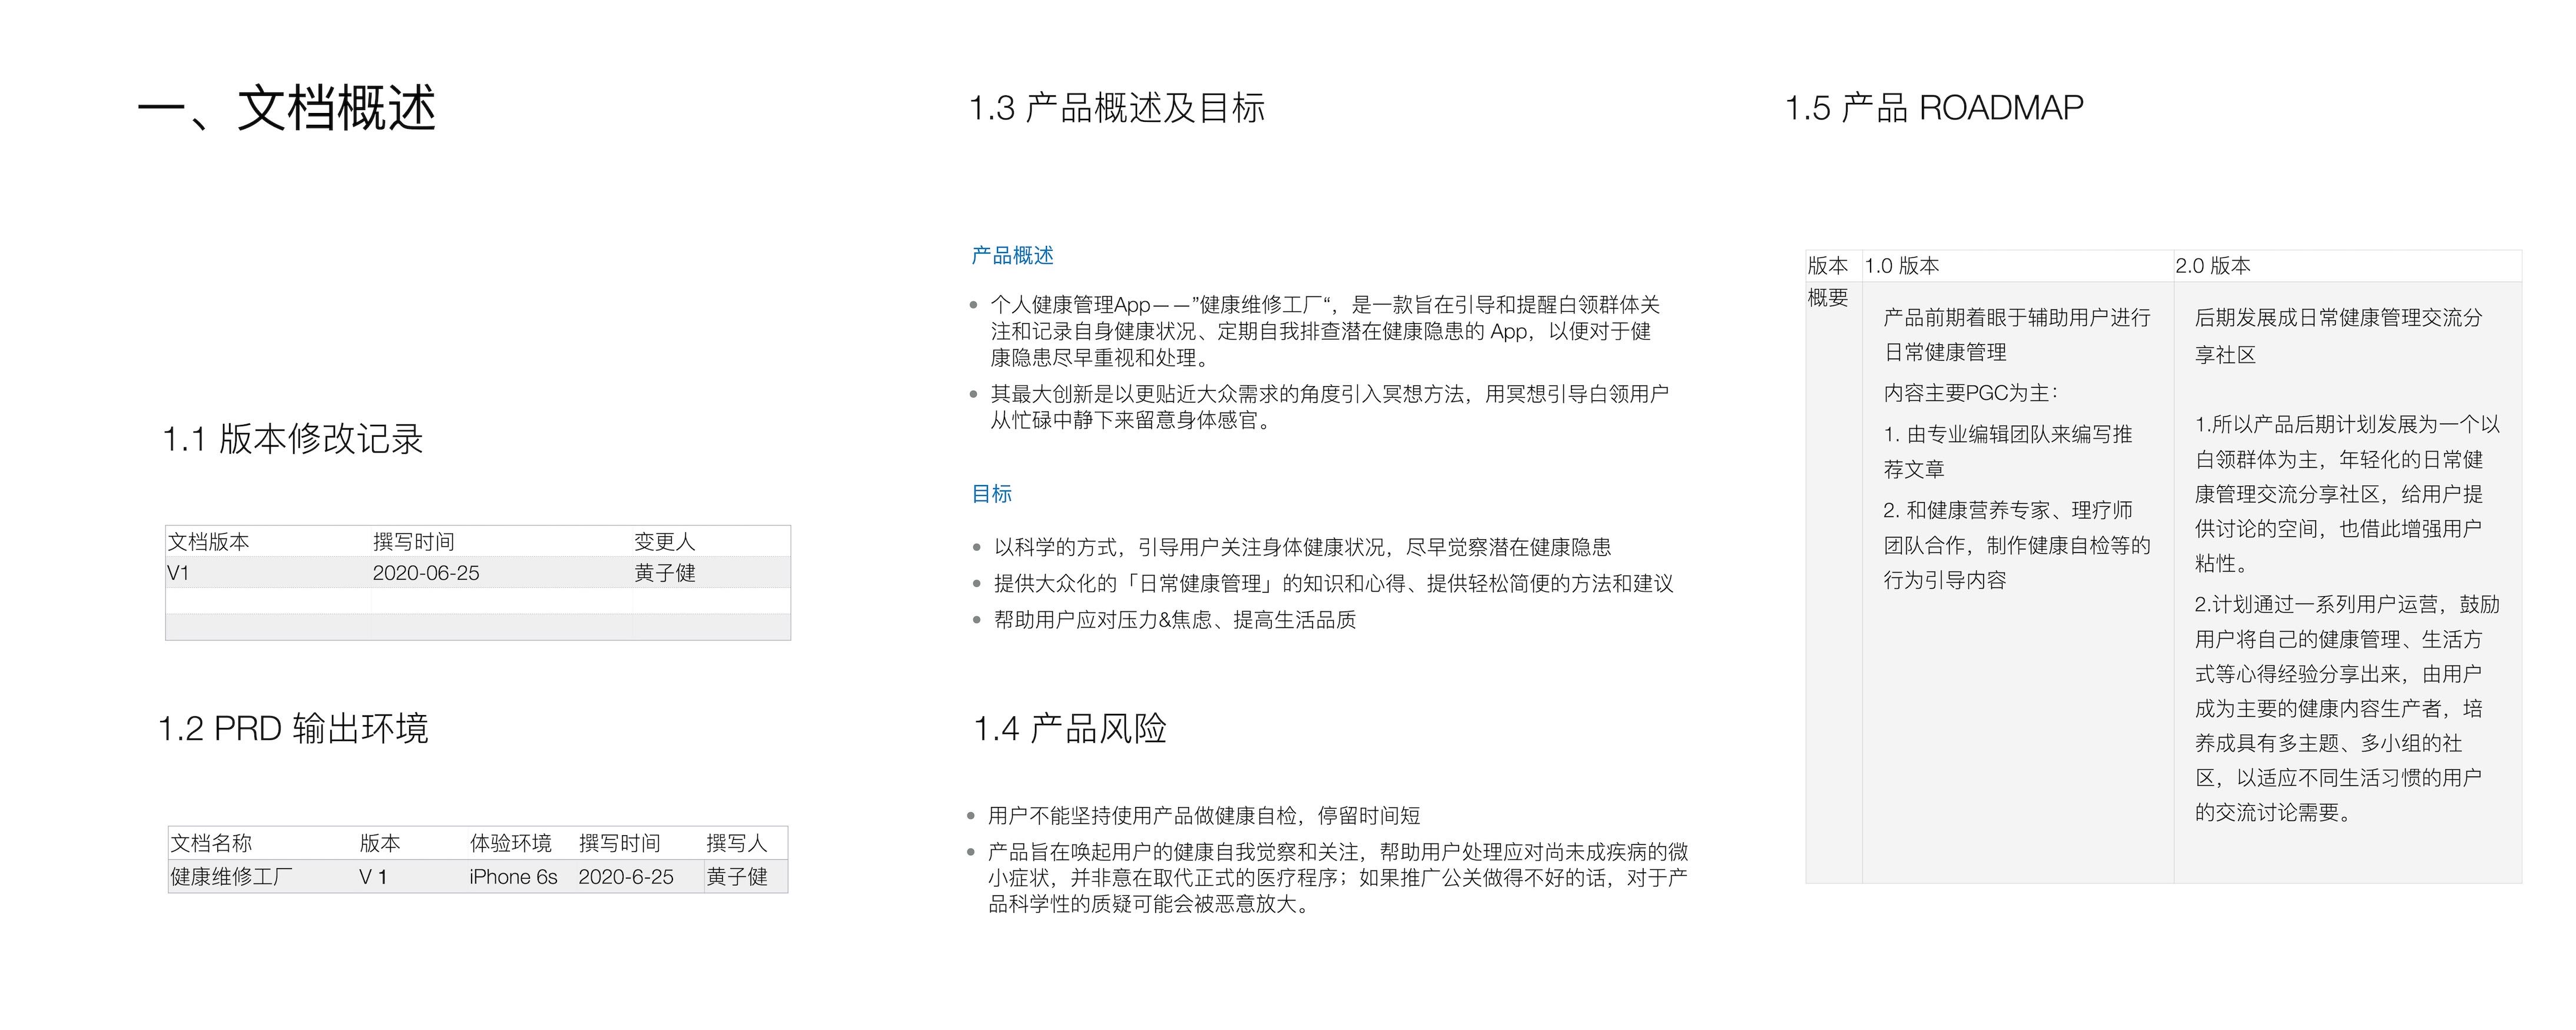 一、文档概述
1.1 版本修改记录
文档版本 撰写时间 变更人
V1 2020-06-25 黄子健
1.2 PRD 输出环境
文档名称 版本 体验环境 撰写时间 撰写人
健康维修工厂 V 1 iPhone 6s 2020-6-25 黄子健
1.3 产品概述及目标
产品概述
• 个人健康管理App——”健康维修工厂“，是一款旨在引导和提醒白领群体关
注和记录自身健康状况、定期自我排查潜在健康隐患的 App，以便对于健
康隐患尽早重视和处理。
• 其最大创新是以更贴近大众需求的角度引入冥想方法，用冥想引导白领用户
从忙碌中静下来留意身体感官。
目标
• 以科学的方式，引导用户关注身体健康状况，尽早觉察潜在健康隐患
• 提供大众化的「日常健康管理」的知识和心得、提供轻松简便的方法和建议
• 帮助用户应对压力&焦虑、提高生活品质
1.4 产品风险
• 用户不能坚持使用产品做健康自检，停留时间短
• 产品旨在唤起用户的健康自我觉察和关注，帮助用户处理应对尚未成疾病的微
小症状，并非意在取代正式的医疗程序；如果推广公关做得不好的话，对于产
品科学性的质疑可能会被恶意放大。
1.5 产品 ROADMAP
版本 1.0 版本 2.0 版本
概要
产品前期着眼于辅助用户进行
日常健康管理
内容主要PGC为主：
1. 由专业编辑团队来编写推
荐文章
2. 和健康营养专家、理疗师
团队合作，制作健康自检等的
行为引导内容
后期发展成日常健康管理交流分
享社区
1.所以产品后期计划发展为一个以
白领群体为主，年轻化的日常健
康管理交流分享社区，给用户提
供讨论的空间，也借此增强用户
粘性。
2.计划通过一系列用户运营，鼓励
用户将自己的健康管理、生活方
式等心得经验分享出来，由用户
成为主要的健康内容生产者，培
养成具有多主题、多小组的社
区，以适应不同生活习惯的用户
的交流讨论需要。